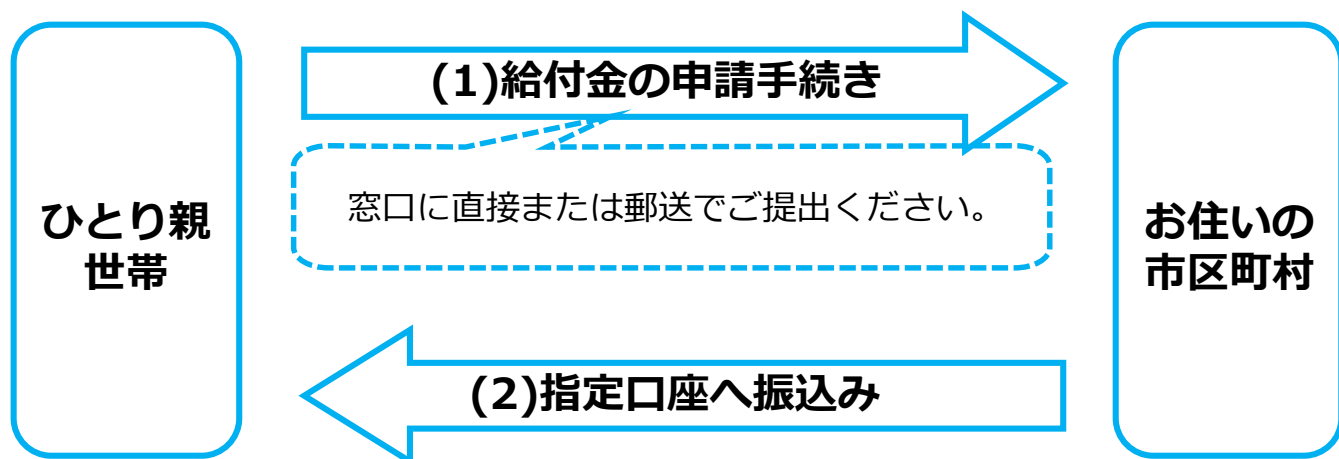 (1)給付金の申請手続き
窓口に直接または郵送でご提出ください。
ひとり親
世帯
お住いの
市区町村
(2)指定口座へ振込み